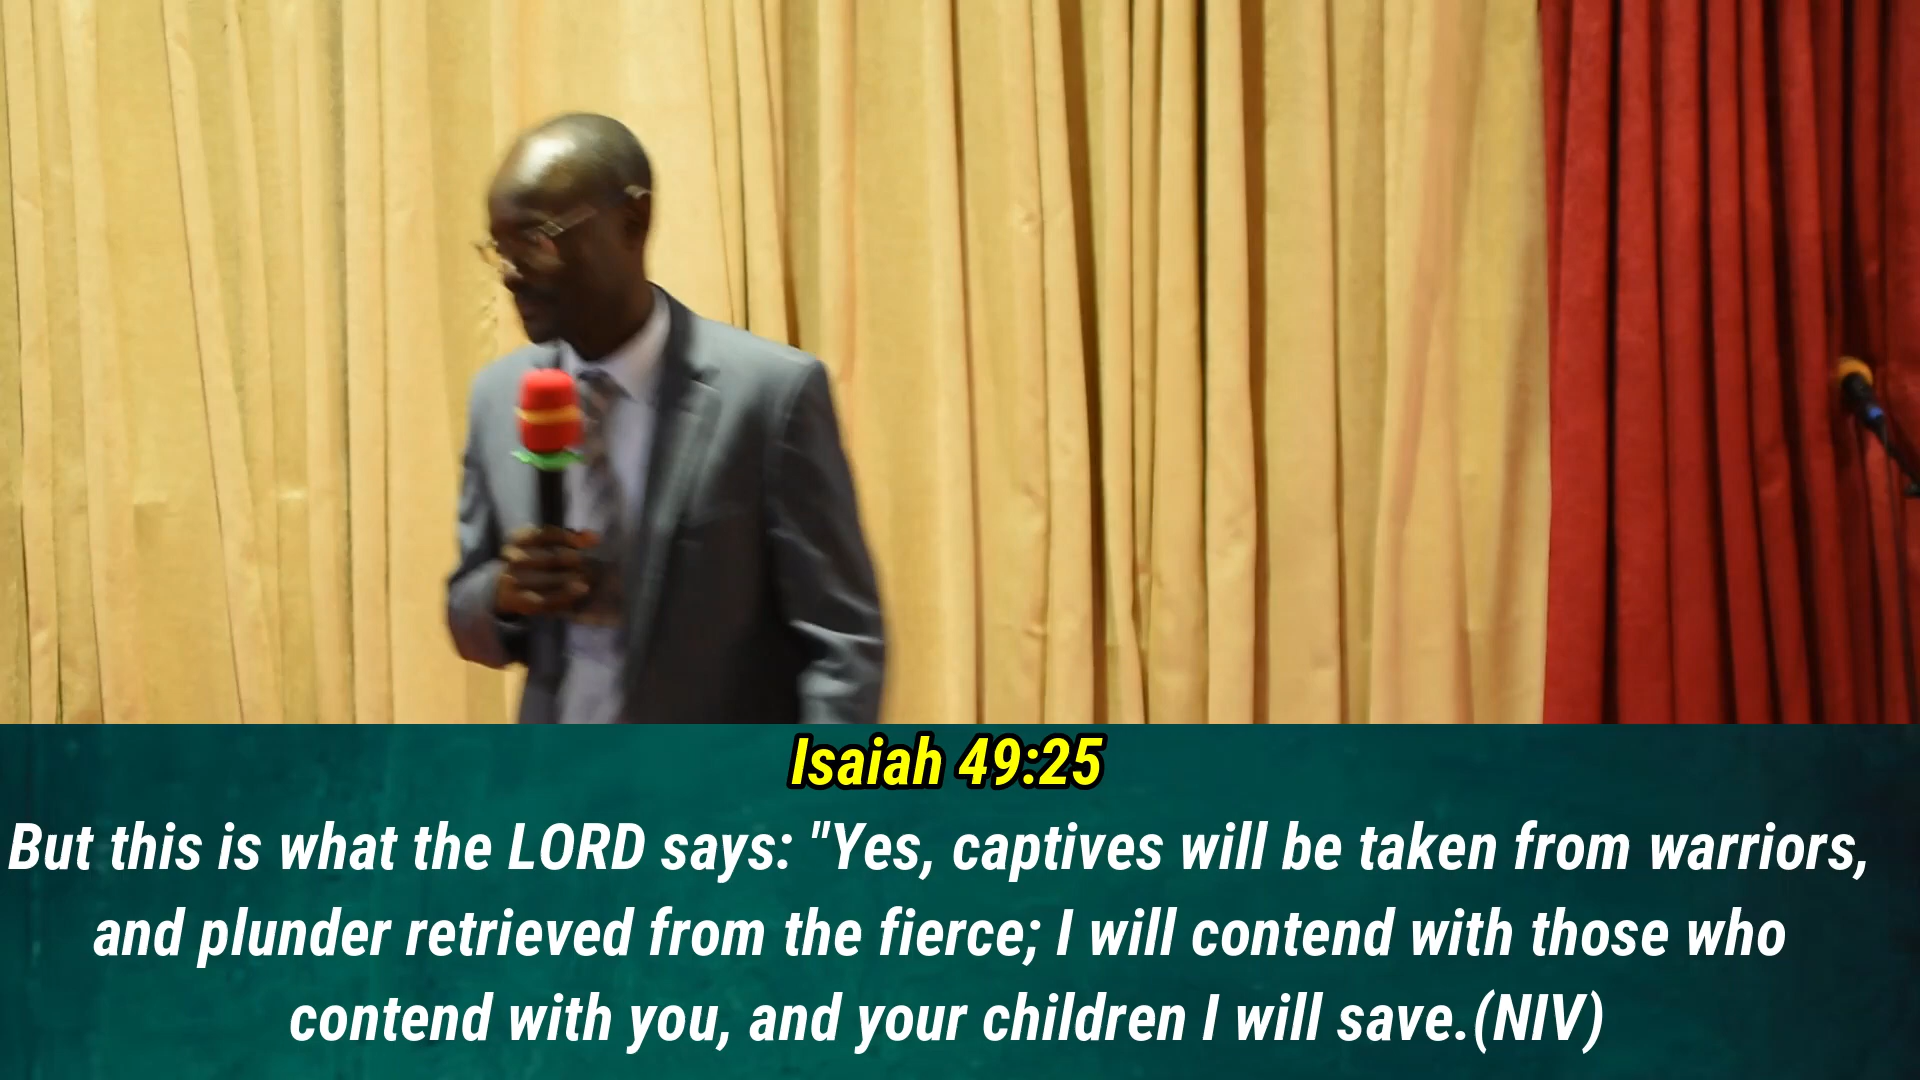 Isaiah 49:25
But this is what the LORD says: "Yes, captives will be taken from warriors,
and plunder retrieved from the fierce; I will contend with those who
contend with you, and your children I will save.(NIV)